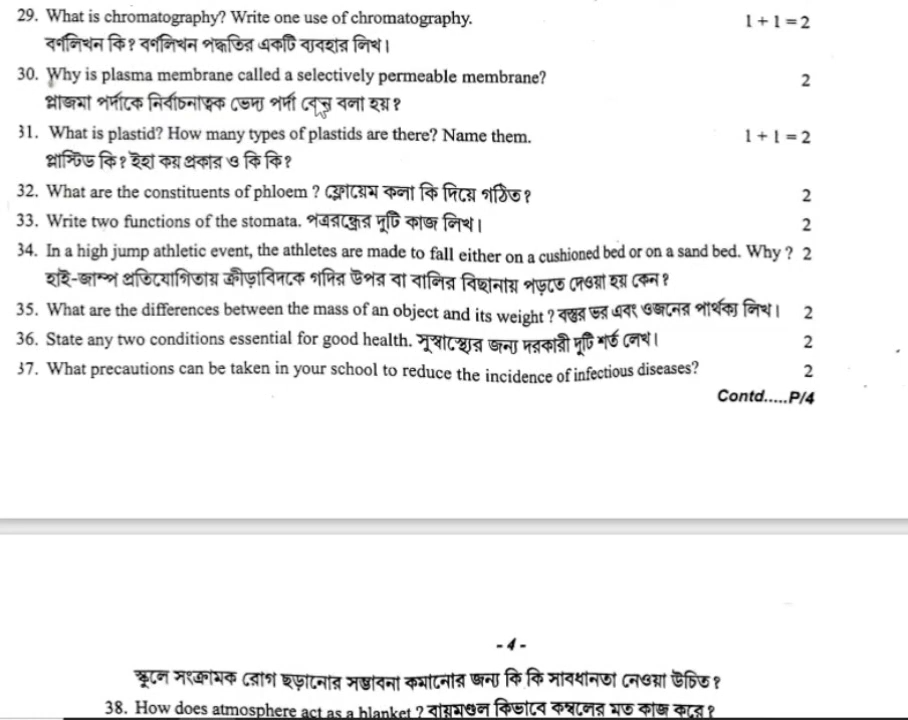 29. What is chromatography? Write one use of chromatography. 1 + 1 = 2
বর্ণলিখন কি? বর্ণলিখন পদ্ধতির একটি ব্যবহার লিখ।
30. Why is plasma membrane called a selectively permeable membrane? 2
প্লাজমা পর্দাকে নির্বাচনাত্মক ভেদ্য পর্দা কেন বলা হয়?
31. What is plastid? How many types of plastids are there? Name them. 1 + 1 = 2
প্লাস্টিড কি? ইহা কয় প্রকার ও কি কি?
32. What are the constituents of phloem ? ফ্লোয়েম কলা কি দিয়ে গঠিত? 2
33. Write two functions of the stomata. পত্ররন্ধ্রের দুটি কাজ লিখ। 2
34. In a high jump athletic event, the athletes are made to fall either on a cushioned bed or on a sand bed. Why ? 2
হাই-জাম্প প্রতিযোগিতায় ক্রীড়াবিদকে গদির উপর বা বালির বিছানায় পড়তে দেওয়া হয় কেন?
35. What are the differences between the mass of an object and its weight ? বস্তুর ভর এবং ওজনের পার্থক্য লিখ। 2
36. State any two conditions essential for good health. সুস্বাস্থ্যের জন্য দরকারী দুটি শর্ত লেখ। 2
37. What precautions can be taken in your school to reduce the incidence of infectious diseases? 2
Contd.....P/4
- 4 -
স্কুলে সংক্রামক রোগ ছড়ানোর সম্ভাবনা কমানোর জন্য কি কি সাবধানতা নেওয়া উচিত?
38. How does atmosphere act as a blanket ? বায়ুমণ্ডল কিভাবে কম্বলের মত কাজ করে?